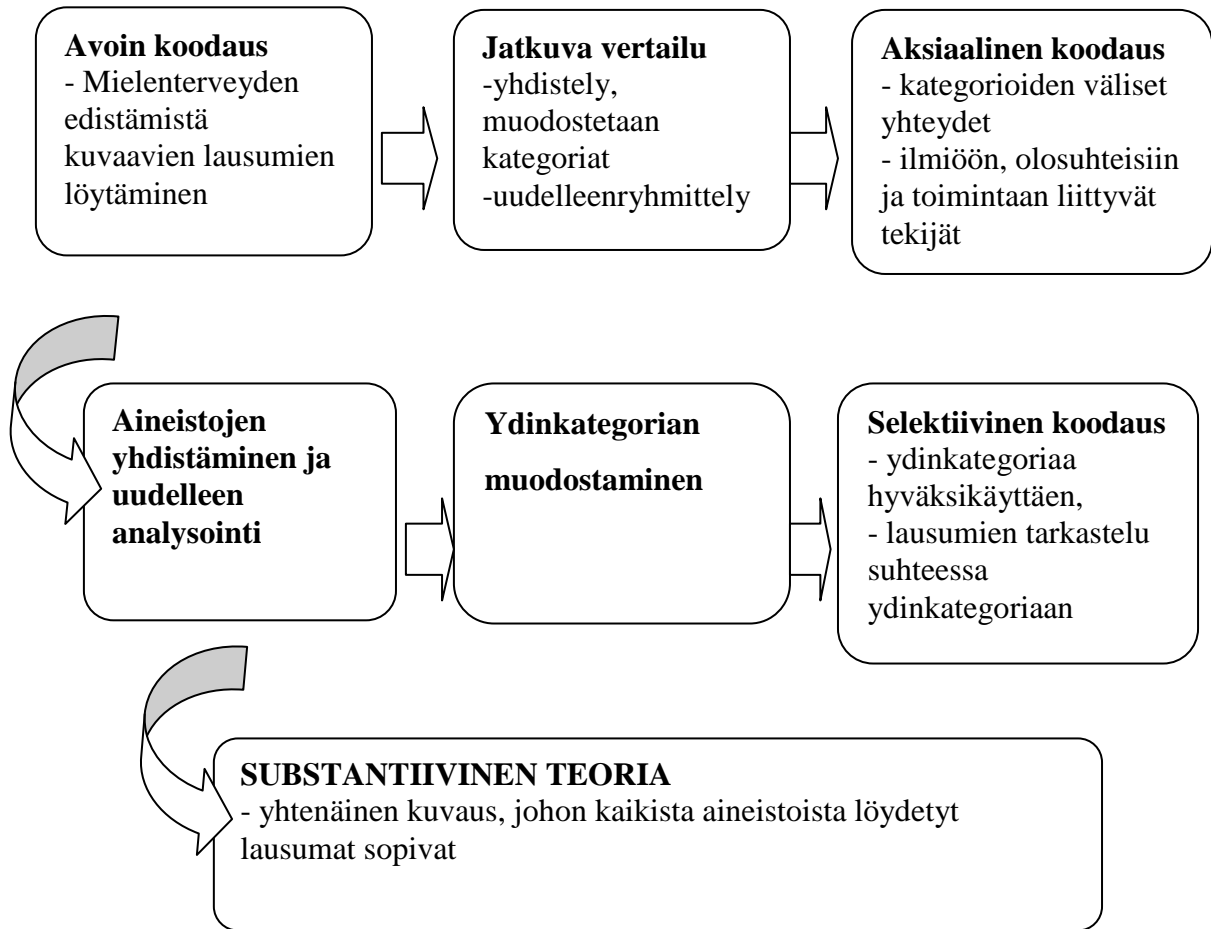 Avoin koodaus
- Mielenterveyden
edistämistä
kuvaavien lausumien
löytäminen
Jatkuva vertailu
-yhdistely,
muodostetaan
kategoriat
-uudelleenryhmittely
Aksiaalinen koodaus
- kategorioiden väliset
yhteydet
- ilmiöön, olosuhteisiin
ja toimintaan liittyvät
tekijät
Aineistojen
yhdistäminen ja
uudelleen
analysointi
Ydinkategorian
muodostaminen
Selektiivinen koodaus
- ydinkategoriaa
hyväksikäyttäen,
- lausumien tarkastelu
suhteessa
ydinkategoriaan
SUBSTANTIIVINEN TEORIA
- yhtenäinen kuvaus, johon kaikista aineistoista löydetyt
lausumat sopivat